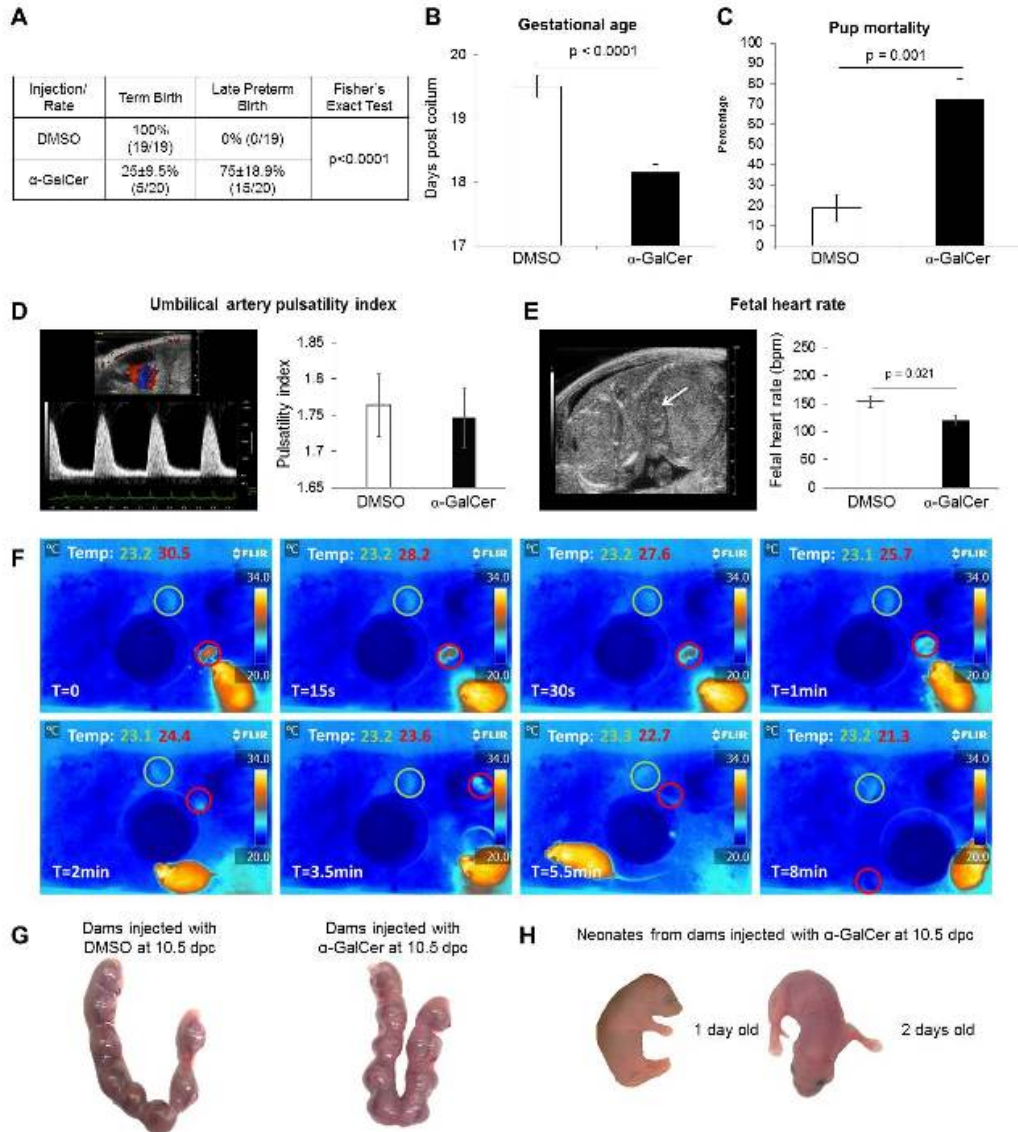 A
Injection/
Rate
Term Birth
Late Preterm
Birth
Fisher's
Exact Test
DMSO
100%
(19/19)
0% (0/19)
p<0.0001
α-GalCer
25±9.5%
(5/20)
75±18.9%
(15/20)
B
Gestational age
p < 0.0001
Days post coitum
20
19
18
17
DMSO
α-GalCer
C
Pup mortality
p = 0.001
Percentage
100
90
80
70
60
50
40
30
20
10
0
DMSO
α-GalCer
D
Umbilical artery pulsatility index
Pulsatility index
1.85
1.8
1.75
1.7
1.65
DMSO
α-GalCer
E
Fetal heart rate
Fetal heart rate (bpm)
250
200
150
100
50
0
p = 0.021
DMSO
α-GalCer
F
°C Temp: 23.2 30.5 FLIR
34.0
20.0
T=0
°C Temp: 23.2 28.2 FLIR
34.0
20.0
T=15s
°C Temp: 23.2 27.6 FLIR
34.0
20.0
T=30s
°C Temp: 23.1 25.7 FLIR
34.0
20.0
T=1min
°C Temp: 23.1 24.4 FLIR
34.0
20.0
T=2min
°C Temp: 23.2 23.6 FLIR
34.0
20.0
T=3.5min
°C Temp: 23.3 22.7 FLIR
34.0
20.0
T=5.5min
°C Temp: 23.2 21.3 FLIR
34.0
20.0
T=8min
G
Dams injected with
DMSO at 10.5 dpc
Dams injected with
α-GalCer at 10.5 dpc
H
Neonates from dams injected with α-GalCer at 10.5 dpc
1 day old
2 days old